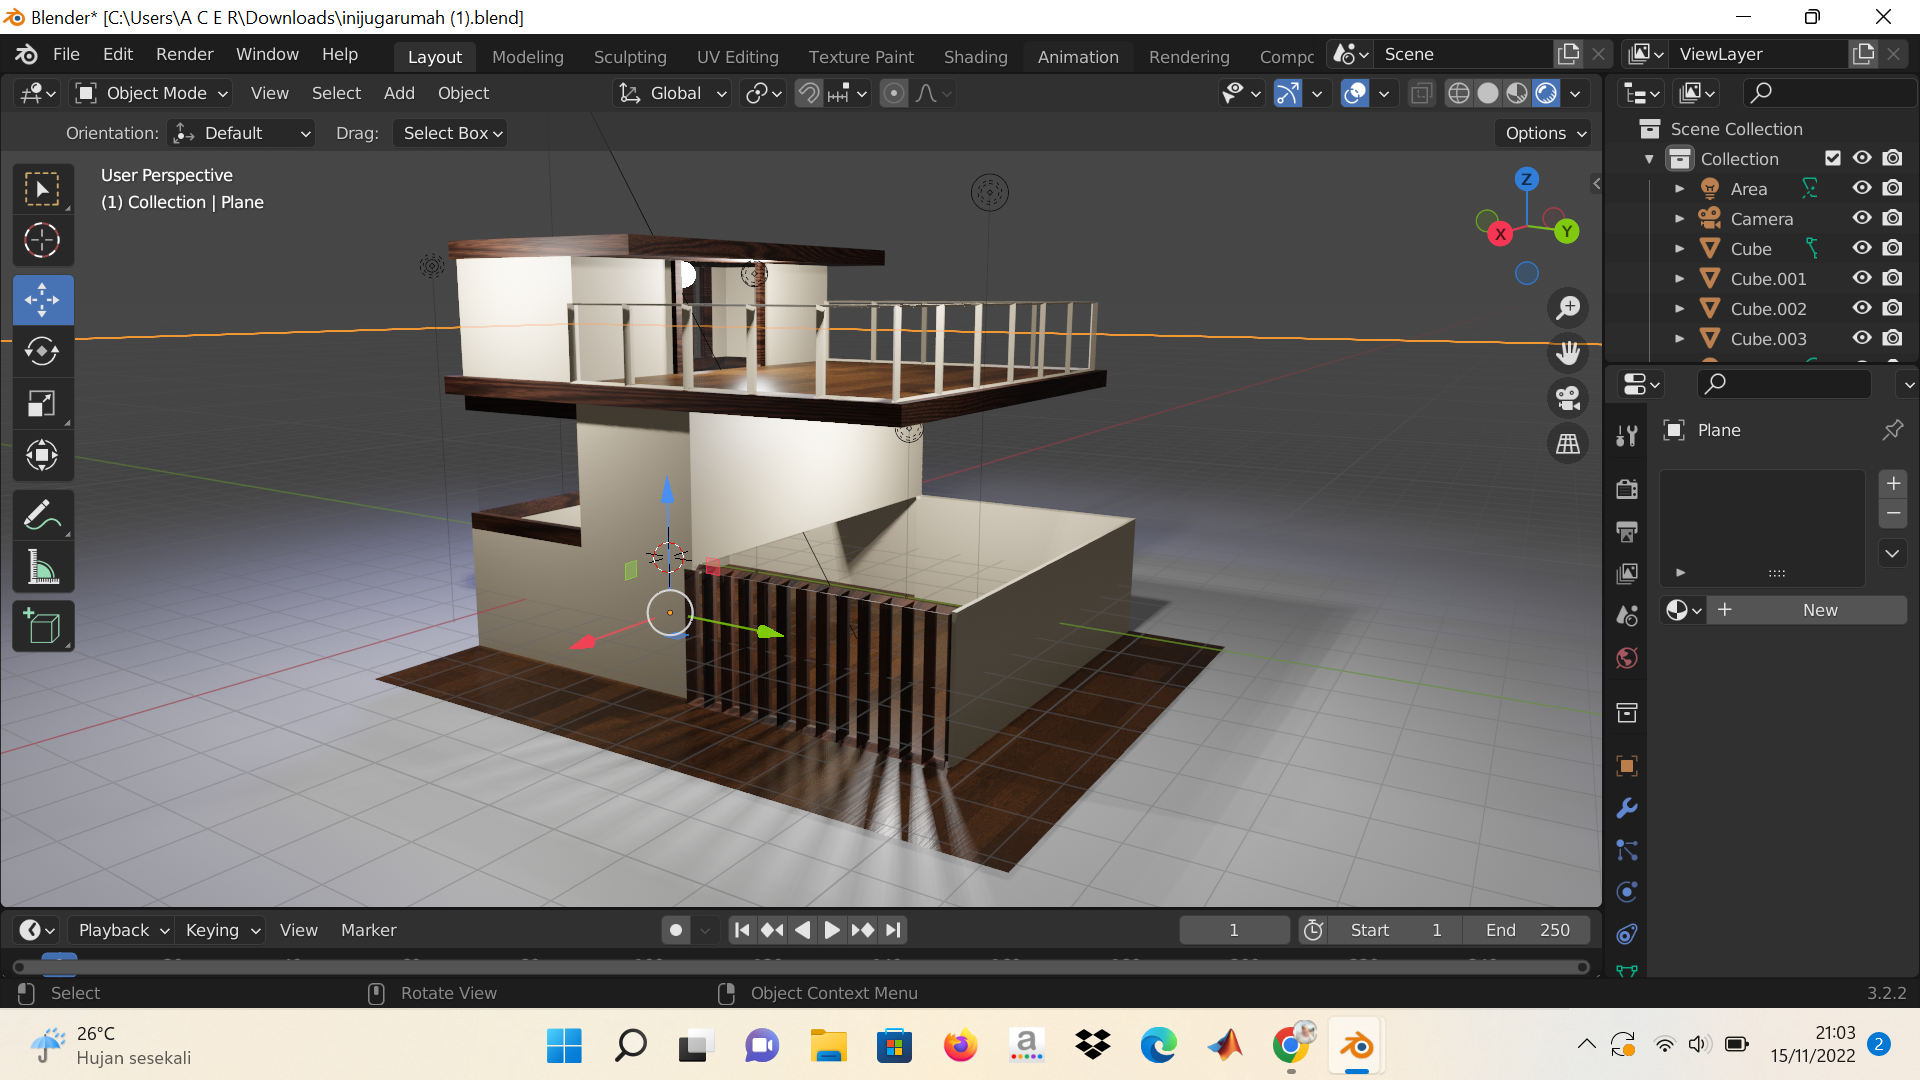 Blender* [C:\Users\A C E R\Downloads\inijugarumah (1).blend]
File Edit Render Window Help Layout Modeling Sculpting UV Editing Texture Paint Shading Animation Rendering Compc Scene ViewLayer
Object Mode View Select Add Object Global
Orientation: Default Drag: Select Box Options
User Perspective
(1) Collection | Plane
Z
X
Y
Scene Collection
Collection
Area
Camera
Cube
Cube.001
Cube.002
Cube.003
Plane
New
Playback Keying View Marker 1 Start 1 End 250
Select Rotate View Object Context Menu 3.2.2
26°C
Hujan sesekali
a
21:03
15/11/2022
2